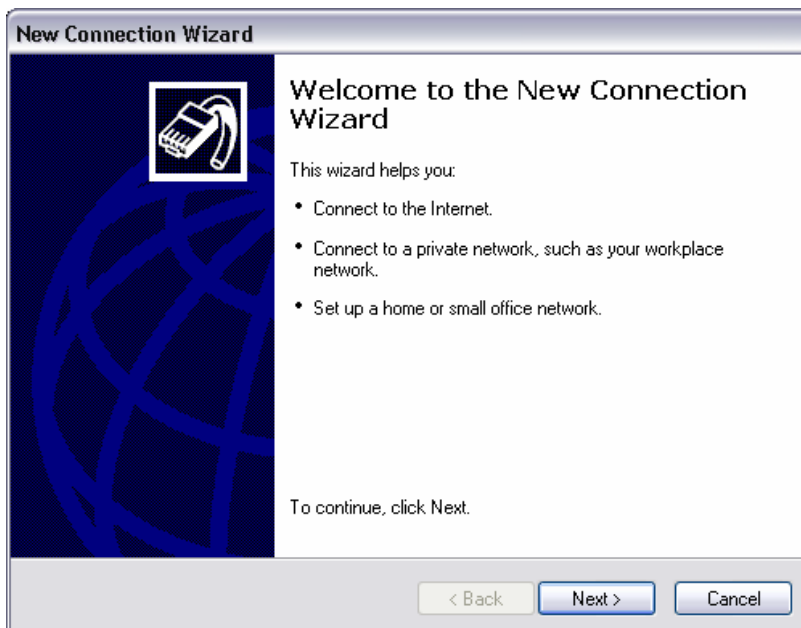 New Connection Wizard
Welcome to the New Connection
Wizard
This wizard helps you:
• Connect to the Internet.
• Connect to a private network, such as your workplace
network.
• Set up a home or small office network.
To continue, click Next.
< Back
Next >
Cancel